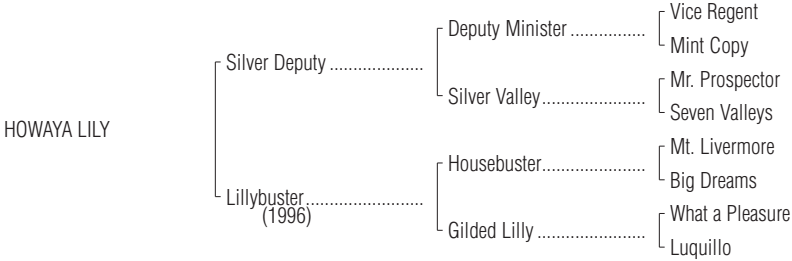 Vice Regent
Deputy Minister ................
Mint Copy
Silver Deputy ....................
Mr. Prospector
Silver Valley......................
Seven Valleys
HOWAYA LILY
Mt. Livermore
Housebuster......................
Big Dreams
Lillybuster.........................
(1996)
What a Pleasure
Gilded Lilly .......................
Luquillo